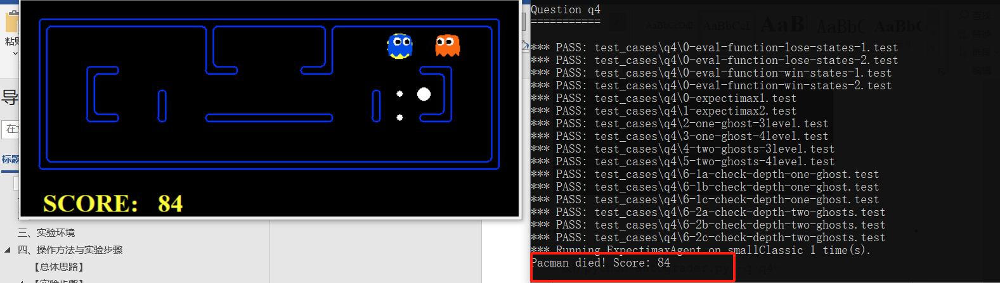 粘贴
导
在
标题
SCORE: 84
三、实验环境
四、操作方法与实验步骤
【总体思路】
【实验步骤】
Question q4
===========
*** PASS: test_cases\q4\0-eval-function-lose-states-1.test
*** PASS: test_cases\q4\0-eval-function-lose-states-2.test
*** PASS: test_cases\q4\0-eval-function-win-states-1.test
*** PASS: test_cases\q4\0-eval-function-win-states-2.test
*** PASS: test_cases\q4\0-expectimax1.test
*** PASS: test_cases\q4\1-expectimax2.test
*** PASS: test_cases\q4\2-one-ghost-3level.test
*** PASS: test_cases\q4\3-one-ghost-4level.test
*** PASS: test_cases\q4\4-two-ghosts-3level.test
*** PASS: test_cases\q4\5-two-ghosts-4level.test
*** PASS: test_cases\q4\6-1a-check-depth-one-ghost.test
*** PASS: test_cases\q4\6-1b-check-depth-one-ghost.test
*** PASS: test_cases\q4\6-1c-check-depth-one-ghost.test
*** PASS: test_cases\q4\6-2a-check-depth-two-ghosts.test
*** PASS: test_cases\q4\6-2b-check-depth-two-ghosts.test
*** PASS: test_cases\q4\6-2c-check-depth-two-ghosts.test
*** Running ExpectimaxAgent on smallClassic 1 time(s).
Pacman died! Score: 84